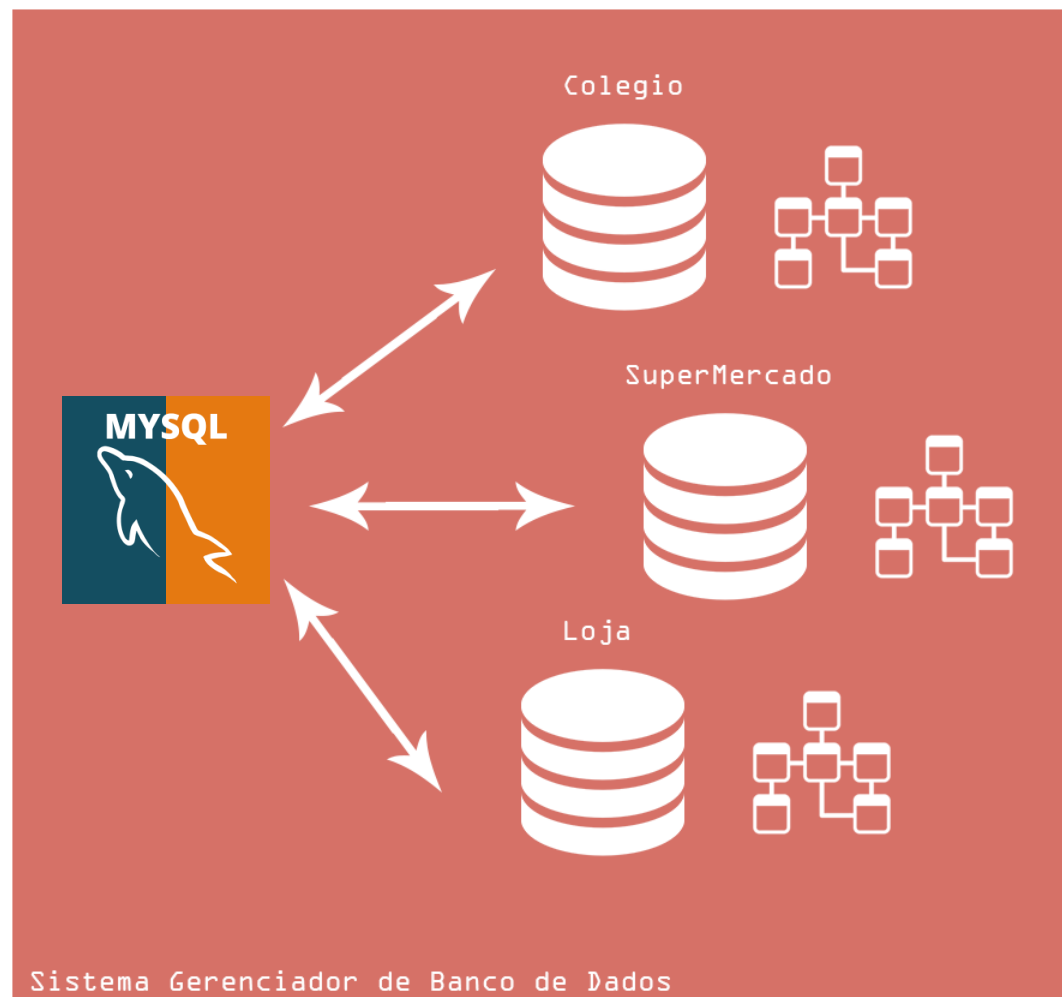 Colegio
SuperMercado
MYSQL
Loja
Sistema Gerenciador de Banco de Dados